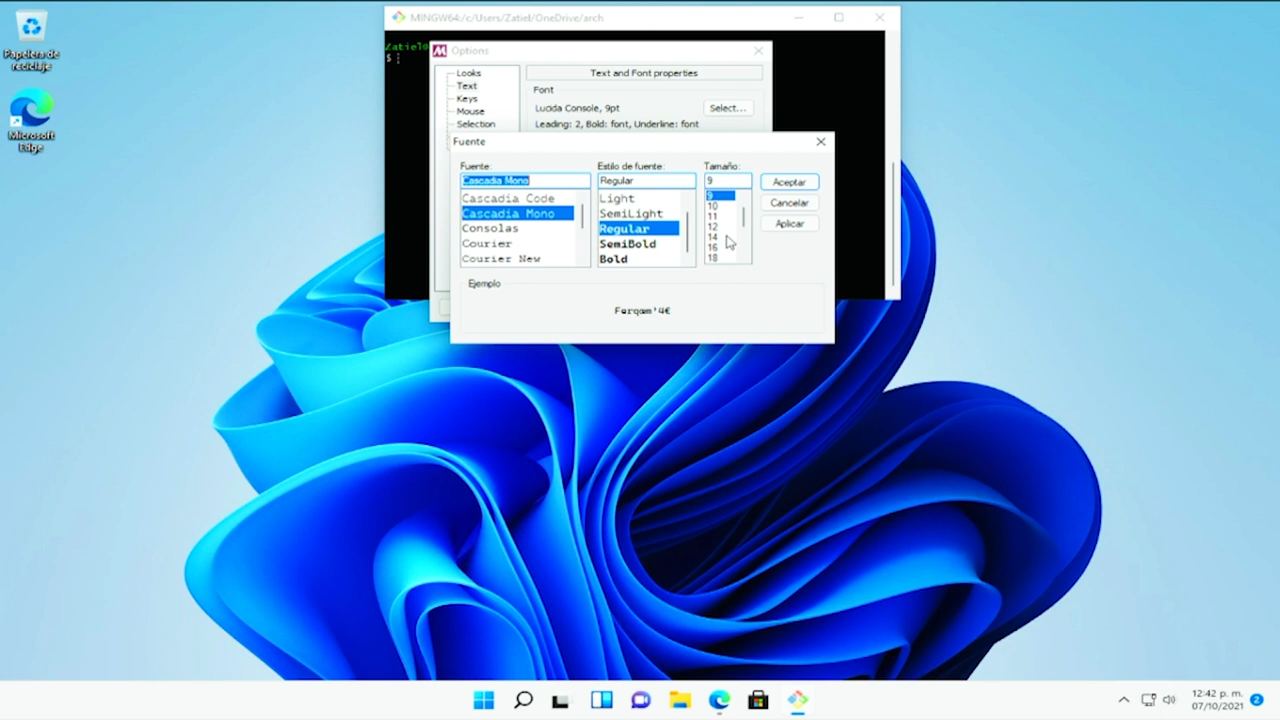 MINGW64:/c/Users/Zatiel/OneDrive/arch
Papelera de
reciclaje
Microsoft
Edge
Zatiel@
$
Options
Looks
Text
Keys
Mouse
Selection
Text and Font properties
Font
Lucida Console, 9pt
Select...
Leading: 2, Bold: font, Underline: font
Fuente
Fuente:
Cascadia Mono
Cascadia Code
Cascadia Mono
Consolas
Courier
Courier New
Estilo de fuente:
Regular
Light
SemiLight
Regular
SemiBold
Bold
Tamaño:
9
9
10
11
12
14
16
18
Aceptar
Cancelar
Aplicar
Ejemplo
Ferqœm'4€
12:42 p. m.
07/10/2021
2